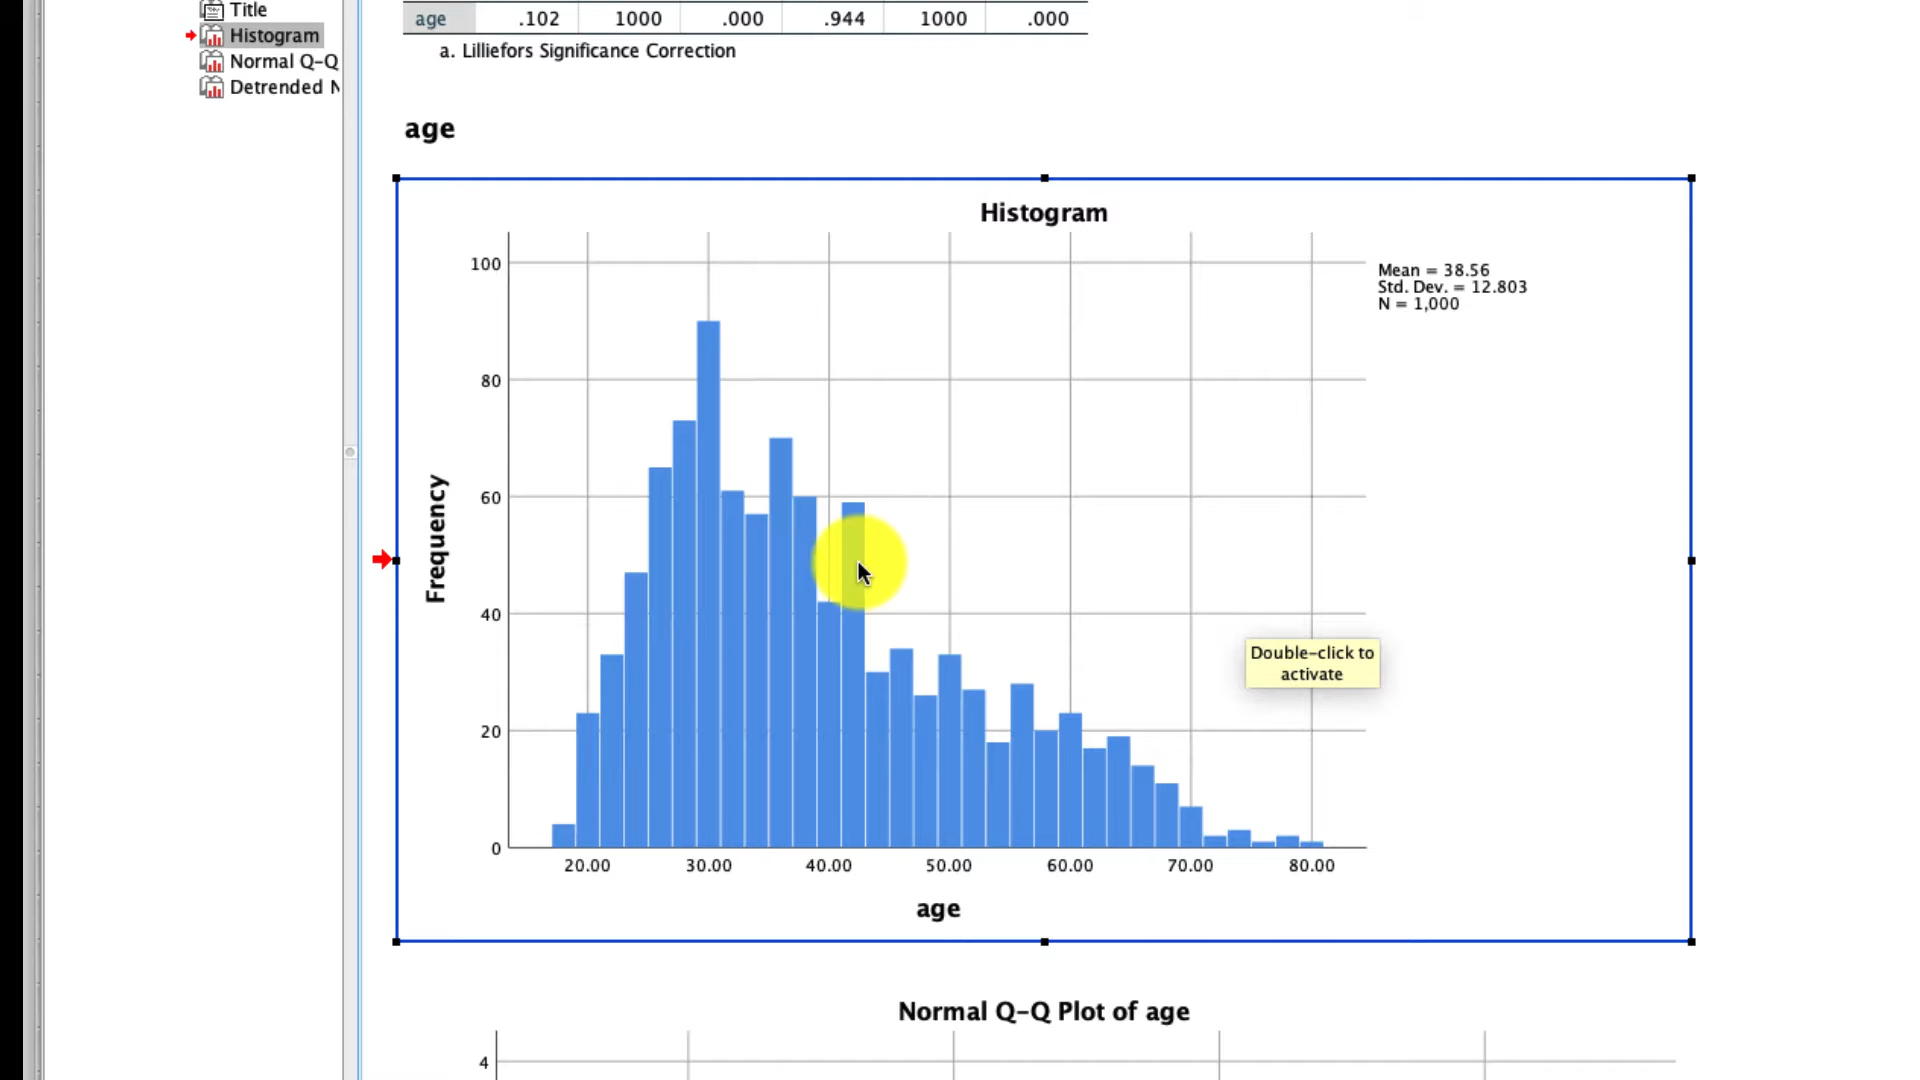 Title
Histogram
Normal Q-Q
Detrended N
age .102 1000 .000 .944 1000 .000
a. Lilliefors Significance Correction
age
Histogram
Mean = 38.56
Std. Dev. = 12.803
N = 1,000
100
80
60
40
20
0
Frequency
Double-click to
activate
20.00 30.00 40.00 50.00 60.00 70.00 80.00
age
Normal Q-Q Plot of age
4